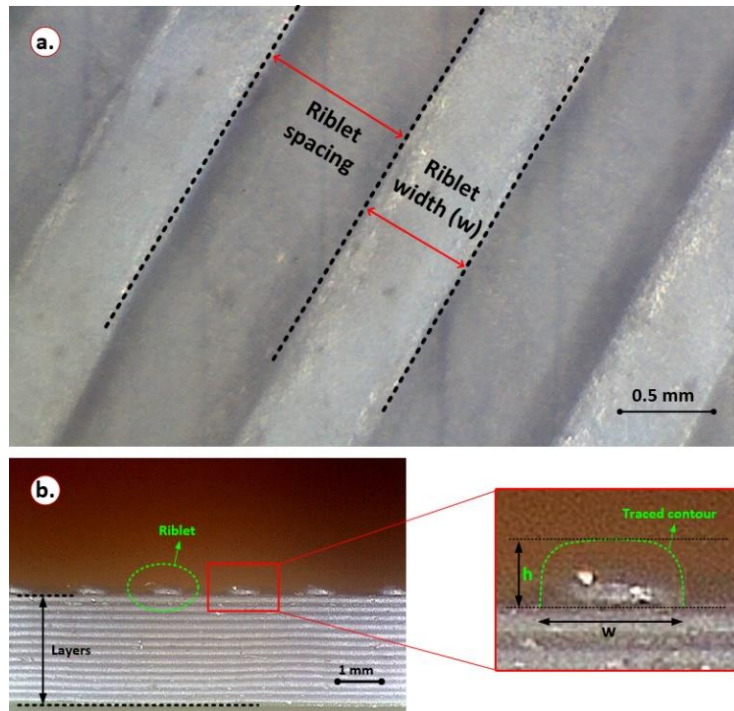 a.
Riblet
spacing
Riblet
width (w)
0.5 mm
b.
Riblet
Layers
1 mm
Traced contour
h
w